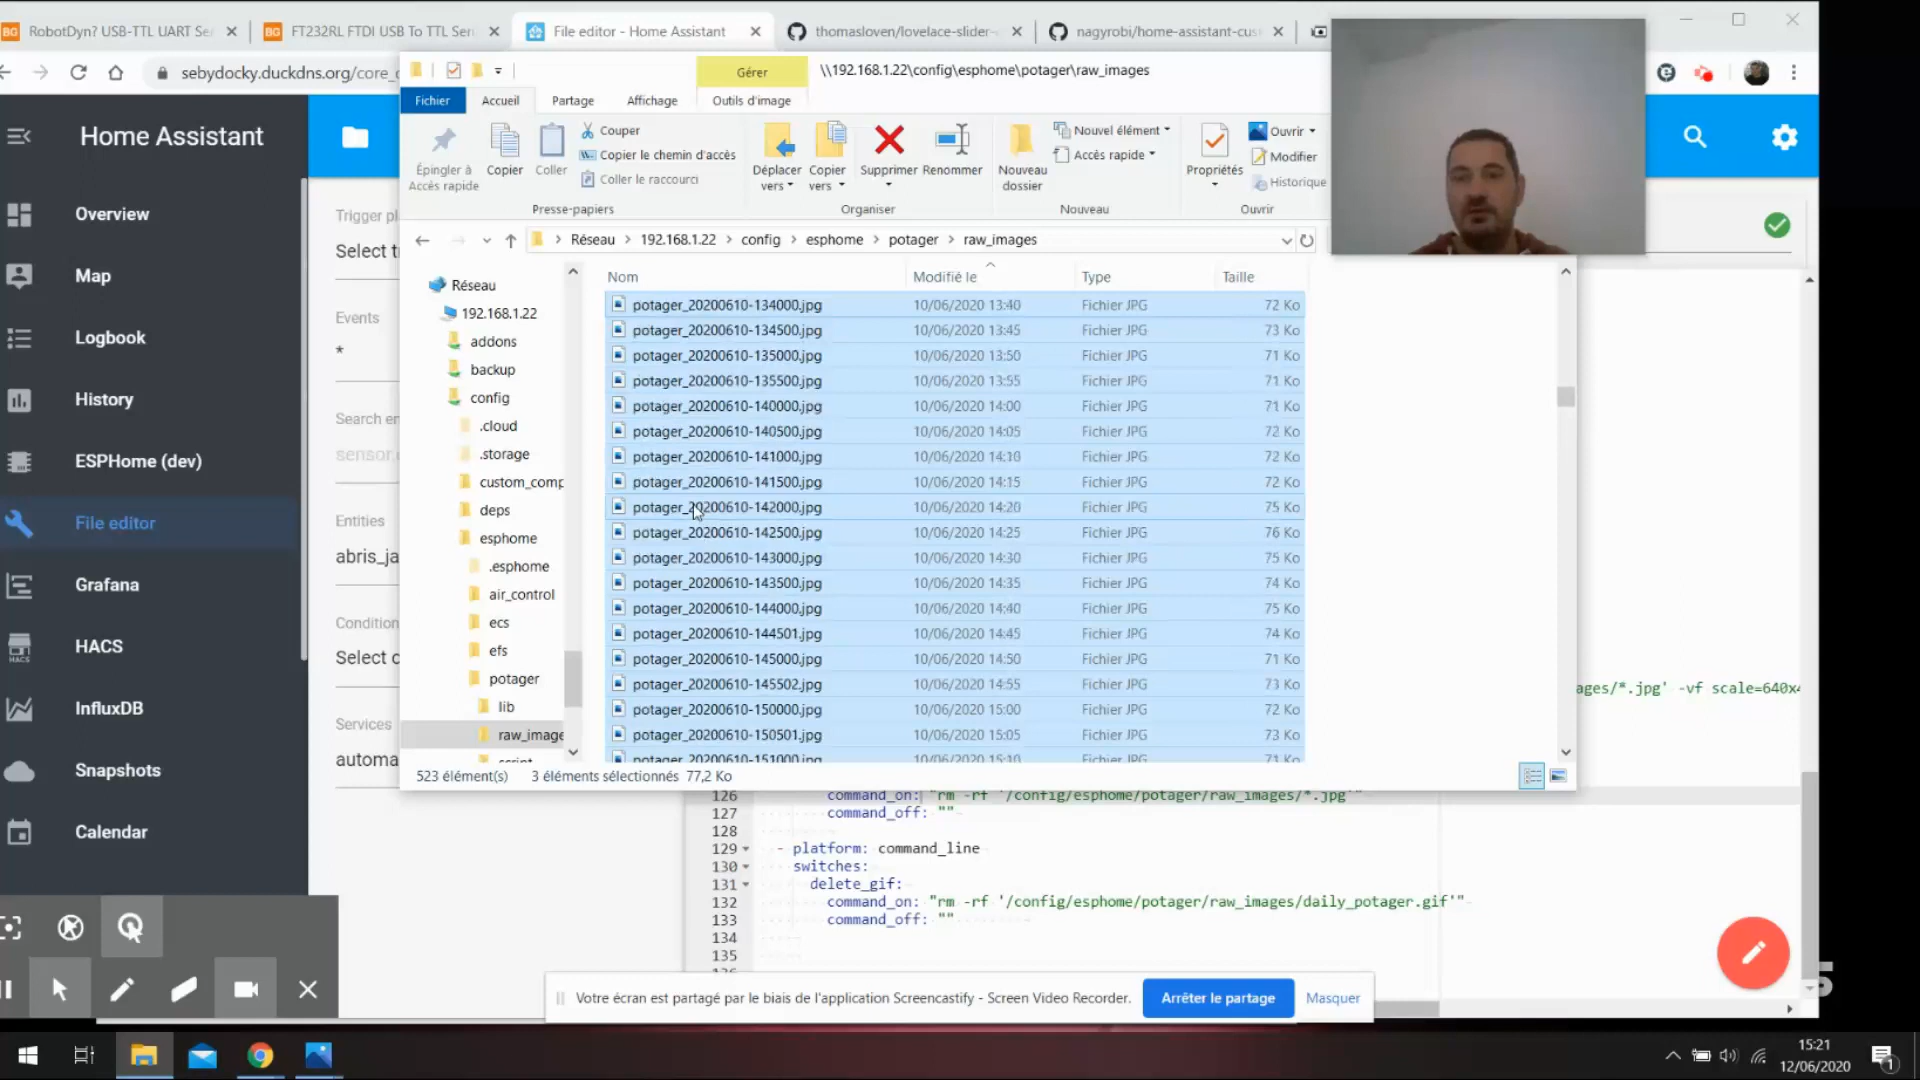 RobotDyn? USB-TTL UART Se
FT232RL FTDI USB To TTL Seri
File editor - Home Assistant
thomasloven/lovelace-slider-
nagyrobi/home-assistant-cus
sebydocky.duckdns.org/core_c
Gérer
\\192.168.1.22\config\esphome\potager\raw_images
Fichier
Accueil
Partage
Affichage
Outils d'image
Épingler à
Accès rapide
Copier
Coller
Couper
Copier le chemin d'accès
Coller le raccourci
Déplacer
vers
Copier
vers
Supprimer
Renommer
Nouveau
dossier
Nouvel élément
Accès rapide
Propriétés
Ouvrir
Modifier
Historique
Presse-papiers
Organiser
Nouveau
Ouvrir
Réseau
192.168.1.22
config
esphome
potager
raw_images
Home Assistant
Overview
Map
Logbook
History
ESPHome (dev)
File editor
Grafana
HACS
HACS
InfluxDB
Snapshots
Calendar
Trigger pl
Select t
Events
*
Search en
sensor.
Entities
abris_ja
Condition
Select c
Services
automa
Réseau
192.168.1.22
addons
backup
config
.cloud
.storage
custom_comp
deps
esphome
.esphome
air_control
ecs
efs
potager
lib
raw_image
script
Nom
Modifié le
Type
Taille
potager_20200610-134000.jpg 10/06/2020 13:40 Fichier JPG 72 Ko
potager_20200610-134500.jpg 10/06/2020 13:45 Fichier JPG 73 Ko
potager_20200610-135000.jpg 10/06/2020 13:50 Fichier JPG 71 Ko
potager_20200610-135500.jpg 10/06/2020 13:55 Fichier JPG 71 Ko
potager_20200610-140000.jpg 10/06/2020 14:00 Fichier JPG 71 Ko
potager_20200610-140500.jpg 10/06/2020 14:05 Fichier JPG 72 Ko
potager_20200610-141000.jpg 10/06/2020 14:10 Fichier JPG 72 Ko
potager_20200610-141500.jpg 10/06/2020 14:15 Fichier JPG 72 Ko
potager_20200610-142000.jpg 10/06/2020 14:20 Fichier JPG 75 Ko
potager_20200610-142500.jpg 10/06/2020 14:25 Fichier JPG 76 Ko
potager_20200610-143000.jpg 10/06/2020 14:30 Fichier JPG 75 Ko
potager_20200610-143500.jpg 10/06/2020 14:35 Fichier JPG 74 Ko
potager_20200610-144000.jpg 10/06/2020 14:40 Fichier JPG 75 Ko
potager_20200610-144501.jpg 10/06/2020 14:45 Fichier JPG 74 Ko
potager_20200610-145000.jpg 10/06/2020 14:50 Fichier JPG 71 Ko
potager_20200610-145502.jpg 10/06/2020 14:55 Fichier JPG 73 Ko
potager_20200610-150000.jpg 10/06/2020 15:00 Fichier JPG 72 Ko
potager_20200610-150501.jpg 10/06/2020 15:05 Fichier JPG 73 Ko
potager_20200610-151000.jpg 10/06/2020 15:10 Fichier JPG 71 Ko
523 élément(s) 3 éléments sélectionnés 77,2 Ko
ages/*.jpg' -vf scale=640x4
126 command_on: "rm -rf '/config/esphome/potager/raw_images/*.jpg'"
127 command_off: ""
128
129 - platform: command_line
130 switches:
131 delete_gif:
132 command_on: "rm -rf '/config/esphome/potager/raw_images/daily_potager.gif'"
133 command_off: ""
134
135
Votre écran est partagé par le biais de l'application Screencastify - Screen Video Recorder.
Arrêter le partage
Masquer
15:21
12/06/2020
1